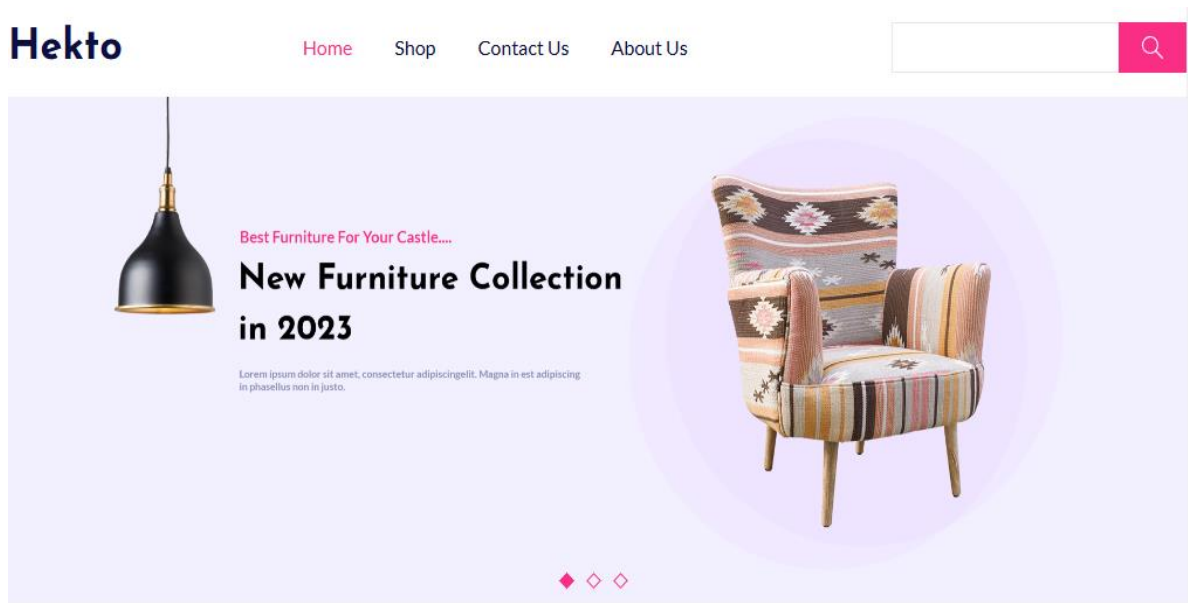 Hekto
Home Shop Contact Us About Us
Best Furniture For Your Castle....
New Furniture Collection
in 2023
Lorem ipsum dolor sit amet, consectetur adipiscingelit. Magna in est adipiscing
in phasellus non in justo.